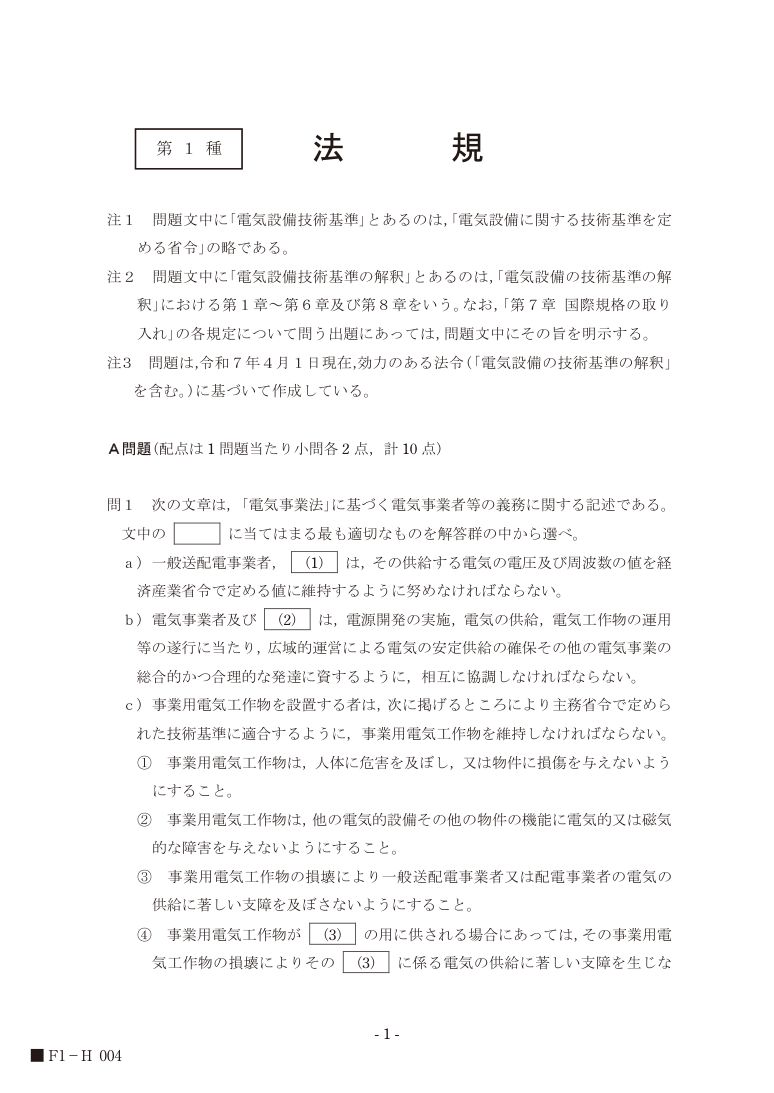 第 1 種
法 規
注１ 問題文中に｢電気設備技術基準｣とあるのは，｢電気設備に関する技術基準を定
める省令｣の略である。
注２ 問題文中に｢電気設備技術基準の解釈｣とあるのは，｢電気設備の技術基準の解
釈｣における第１章～第６章及び第８章をいう。なお，｢第７章 国際規格の取り
入れ｣の各規定について問う出題にあっては，問題文中にその旨を明示する。
注３ 問題は，令和７年４月１日現在，効力のある法令(｢電気設備の技術基準の解釈｣
を含む。)に基づいて作成している。
Ａ問題(配点は１問題当たり小問各２点，計 10 点)
問１ 次の文章は，｢電気事業法｣に基づく電気事業者等の義務に関する記述である。
文中の に当てはまる最も適切なものを解答群の中から選べ。
a ) 一般送配電事業者， (1) は，その供給する電気の電圧及び周波数の値を経
済産業省令で定める値に維持するように努めなければならない。
b ) 電気事業者及び (2) は，電源開発の実施，電気の供給，電気工作物の運用
等の遂行に当たり，広域的運営による電気の安定供給の確保その他の電気事業の
総合的かつ合理的な発達に資するように，相互に協調しなければならない。
c ) 事業用電気工作物を設置する者は，次に掲げるところにより主務省令で定めら
れた技術基準に適合するように，事業用電気工作物を維持しなければならない。
① 事業用電気工作物は，人体に危害を及ぼし，又は物件に損傷を与えないよう
にすること。
② 事業用電気工作物は，他の電気的設備その他の物件の機能に電気的又は磁気
的な障害を与えないようにすること。
③ 事業用電気工作物の損壊により一般送配電事業者又は配電事業者の電気の
供給に著しい支障を及ぼさないようにすること。
④ 事業用電気工作物が (3) の用に供される場合にあっては，その事業用電
気工作物の損壊によりその (3) に係る電気の供給に著しい支障を生じな
- 1 -
■ F1－H 004